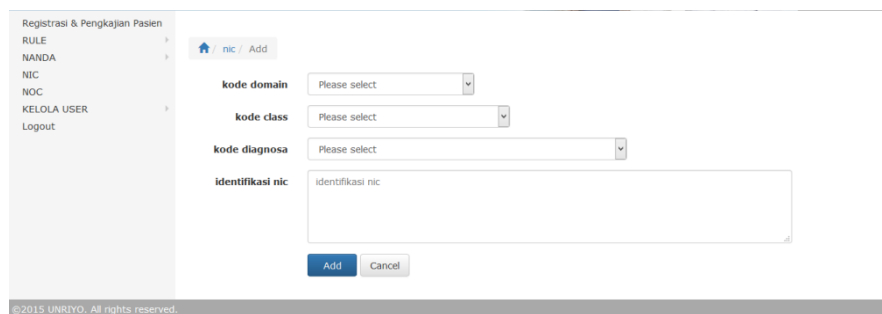 Registrasi & Pengkajian Pasien
RULE
NANDA
NIC
NOC
KELOLA USER
Logout
/ nic / Add
kode domain Please select
kode class Please select
kode diagnosa Please select
identifikasi nic identifikasi nic
Add Cancel
©2015 UNRIYO. All rights reserved.